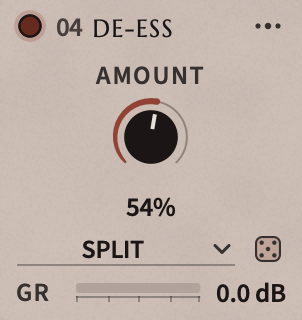 04 DE-ESS
AMOUNT
54%
SPLIT
GR 0.0 dB